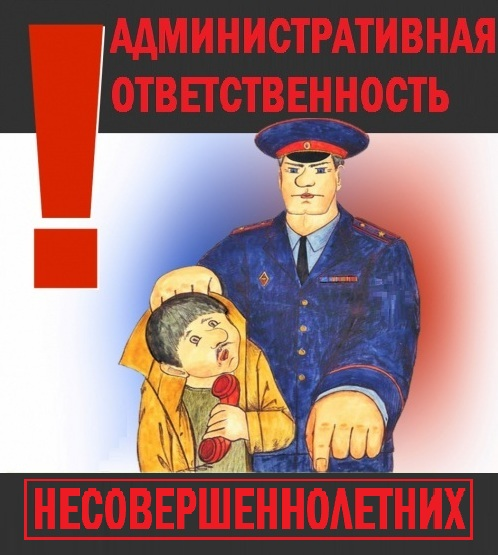 АДМИНИСТРАТИВНАЯ
ОТВЕТСТВЕННОСТЬ
НЕСОВЕРШЕННОЛЕТНИХ